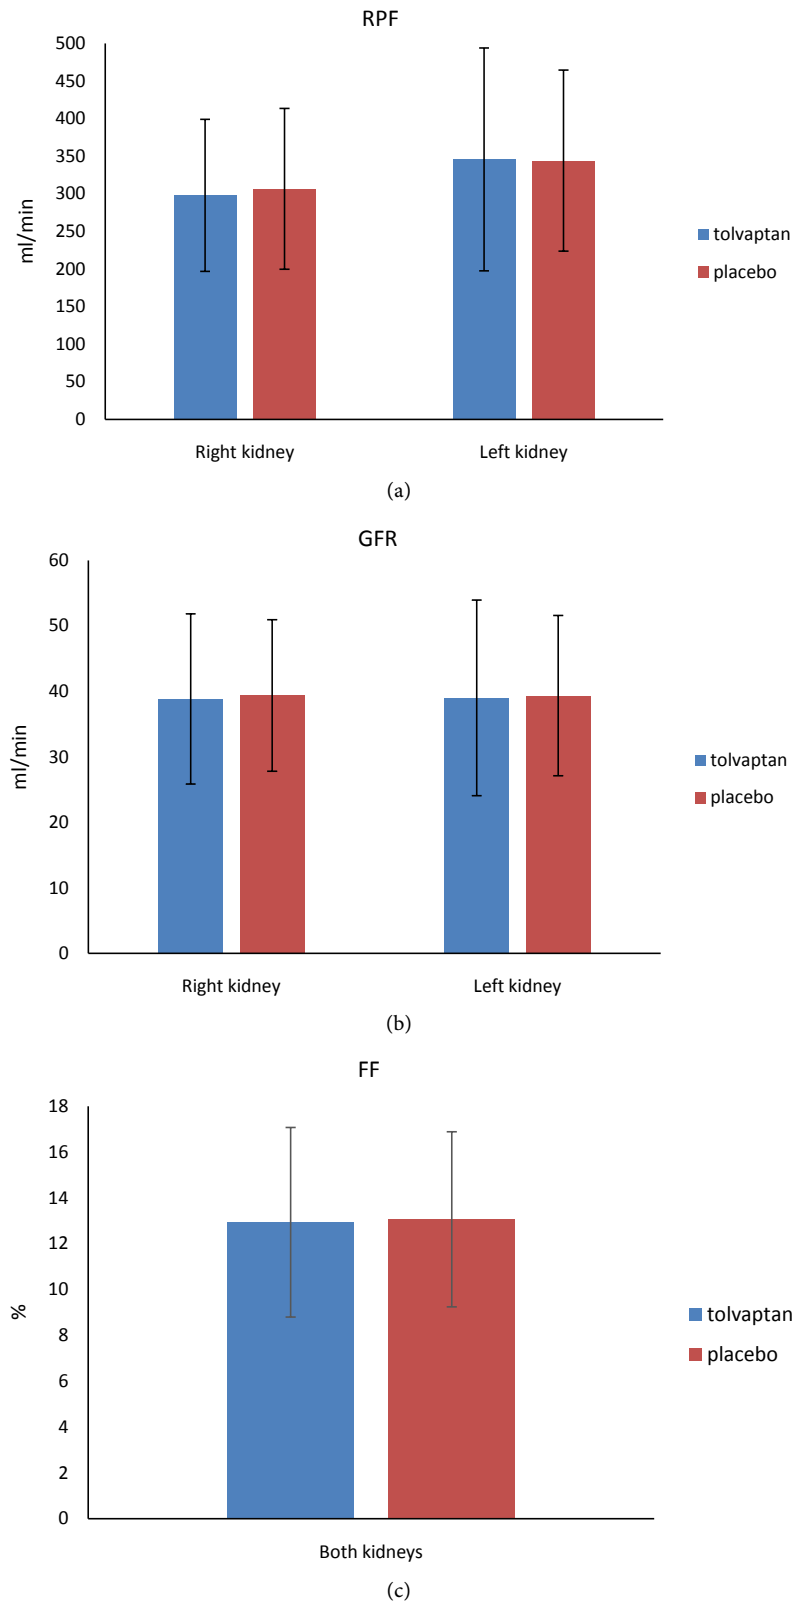 RPF
500
450
400
350
300
250
200
150
100
50
0
ml/min
Right kidney
Left kidney
tolvaptan
placebo
(a)
GFR
60
50
40
30
20
10
0
ml/min
Right kidney
Left kidney
tolvaptan
placebo
(b)
FF
18
16
14
12
10
8
6
4
2
0
%
Both kidneys
tolvaptan
placebo
(c)